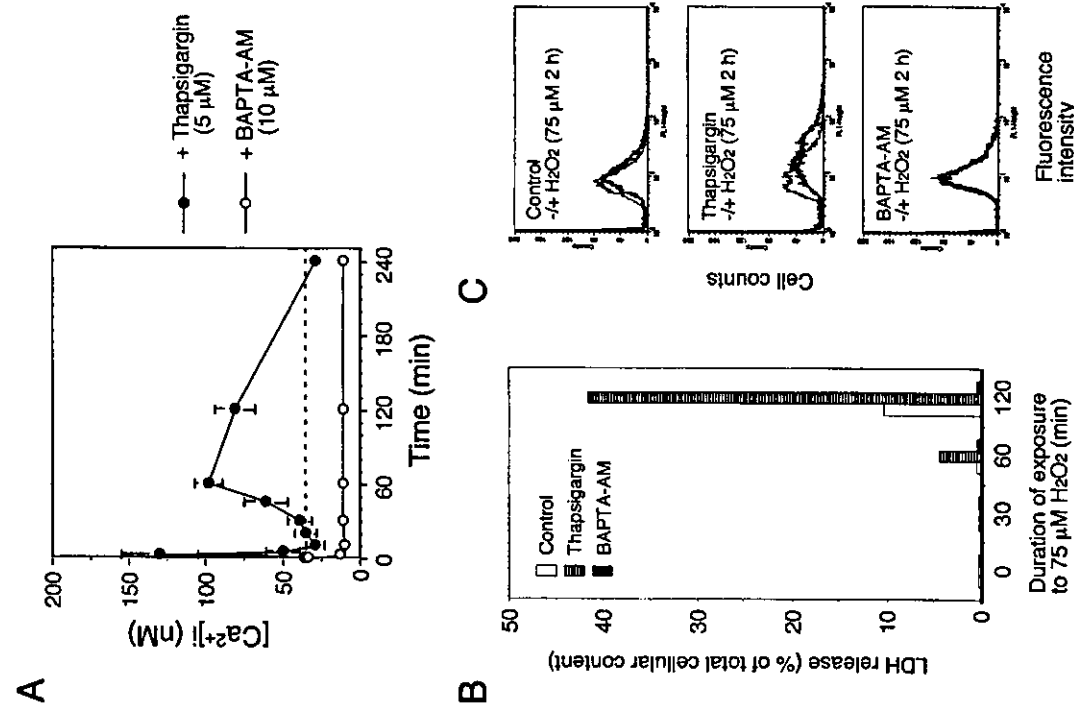 A
[Ca²⁺]i (nM)
200
150
100
50
0
0
60
120
180
240
Time (min)
+ Thapsigargin
(5 μM)
+ BAPTA-AM
(10 μM)
B
LDH release (% of total cellular content)
50
40
30
20
10
0
Control
Thapsigargin
BAPTA-AM
0
30
60
120
Duration of exposure
to 75 μM H₂O₂ (min)
C
Cell counts
Control
-/+ H₂O₂ (75 μM 2 h)
Thapsigargin
-/+ H₂O₂ (75 μM 2 h)
BAPTA-AM
-/+ H₂O₂ (75 μM 2 h)
Fluorescence
intensity